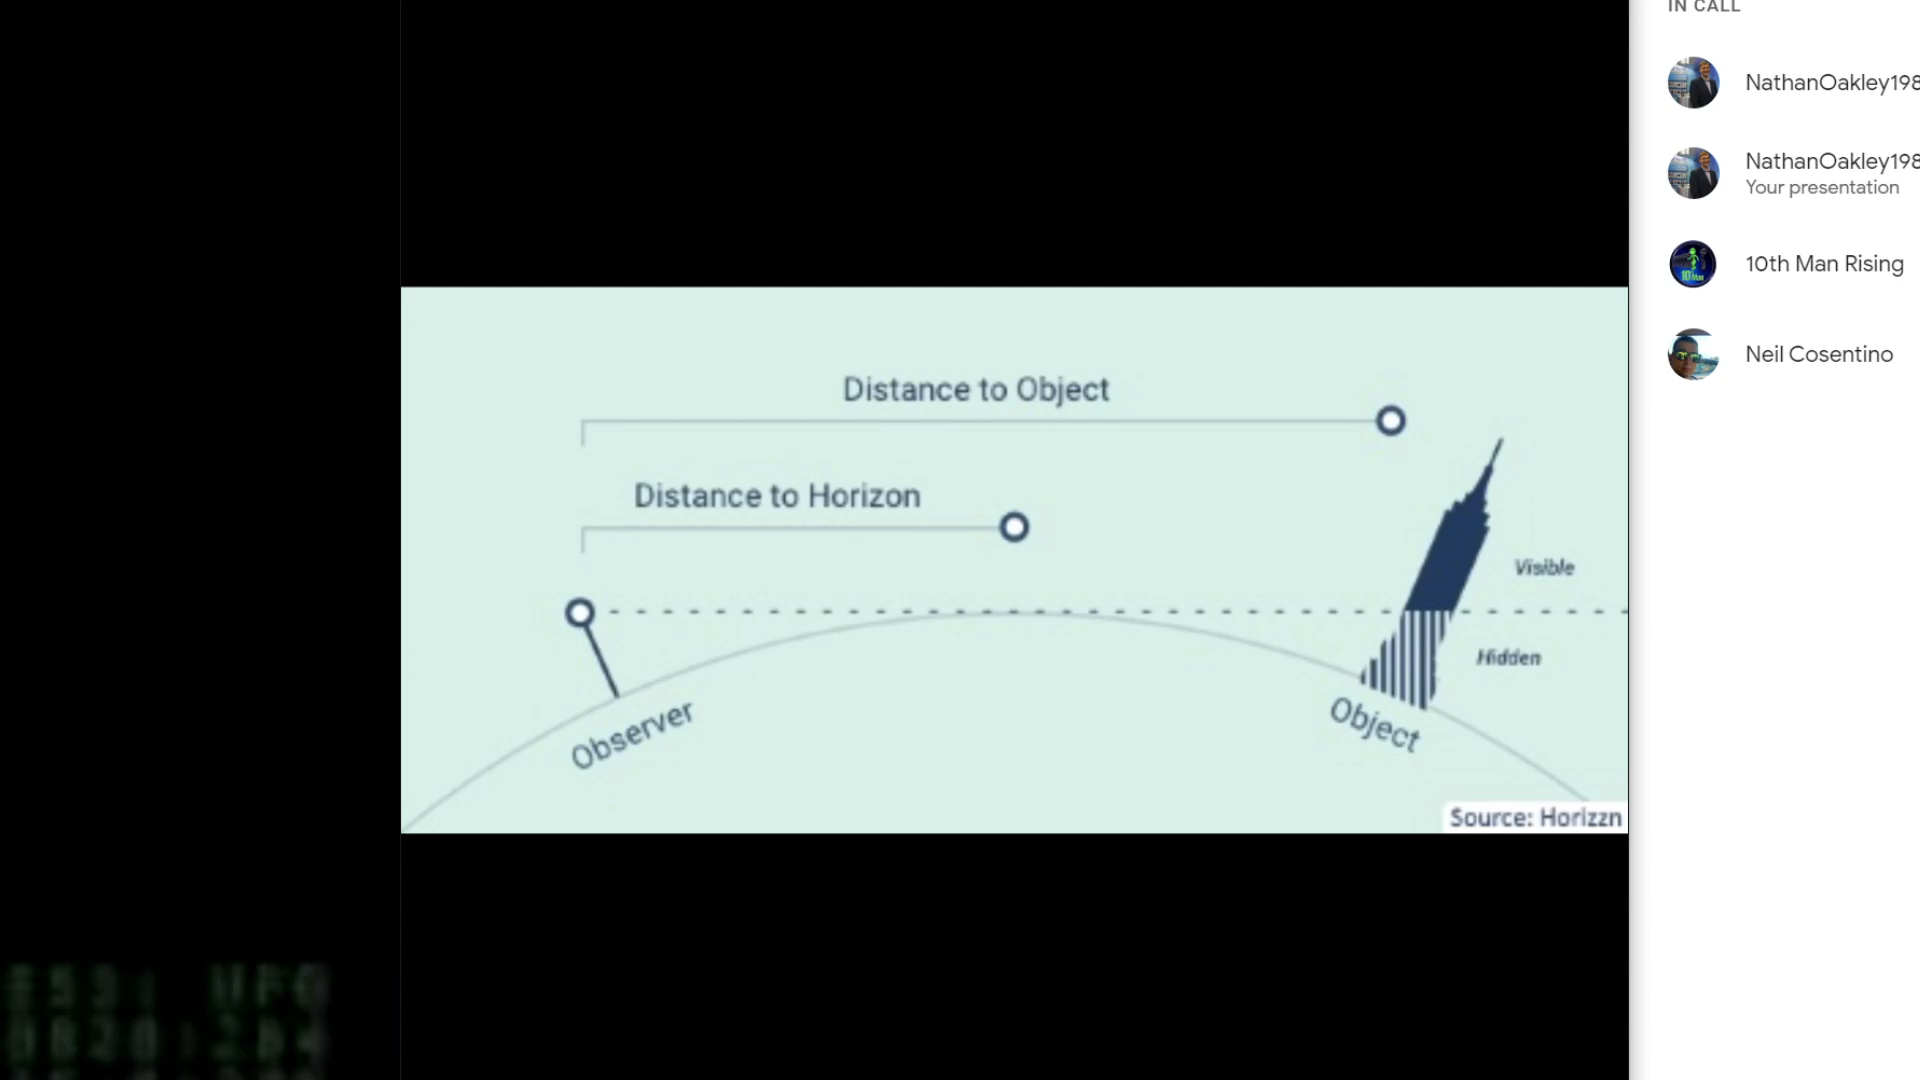 IN CALL
NathanOakley198
NathanOakley198
Your presentation
10th Man Rising
Neil Cosentino
Distance to Object
Distance to Horizon
Visible
Hidden
Observer
Object
Source: Horizzn